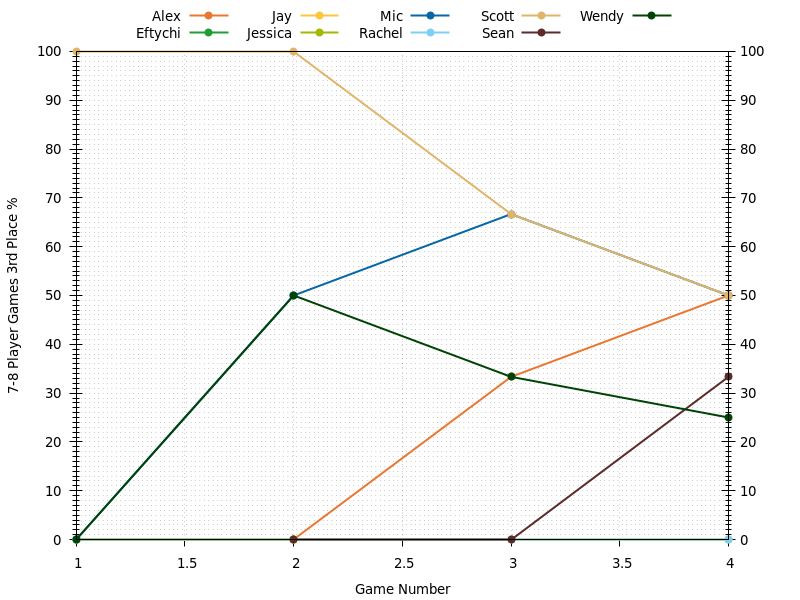 Alex Jay Mic Scott Wendy
Eftychi Jessica Rachel Sean
100 100
90 90
80 80
70 70
60 60
50 50
40 40
30 30
20 20
10 10
0 0
1 1.5 2 2.5 3 3.5 4
7-8 Player Games 3rd Place %
Game Number